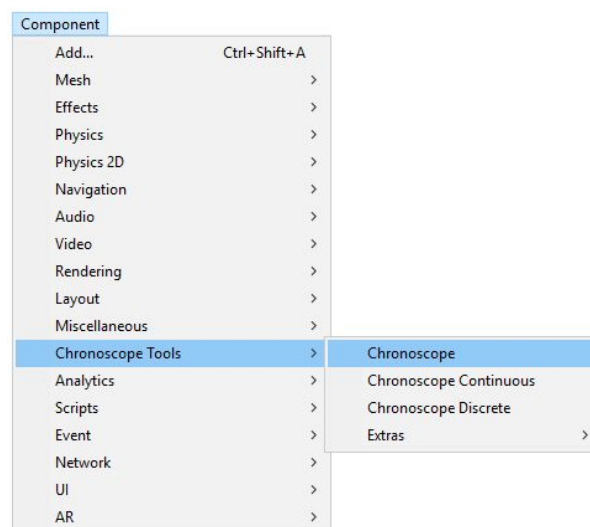 Component
Add... Ctrl+Shift+A
Mesh
Effects
Physics
Physics 2D
Navigation
Audio
Video
Rendering
Layout
Miscellaneous
Chronoscope Tools
Chronoscope
Analytics
Chronoscope Continuous
Scripts
Chronoscope Discrete
Event
Extras
Network
UI
AR